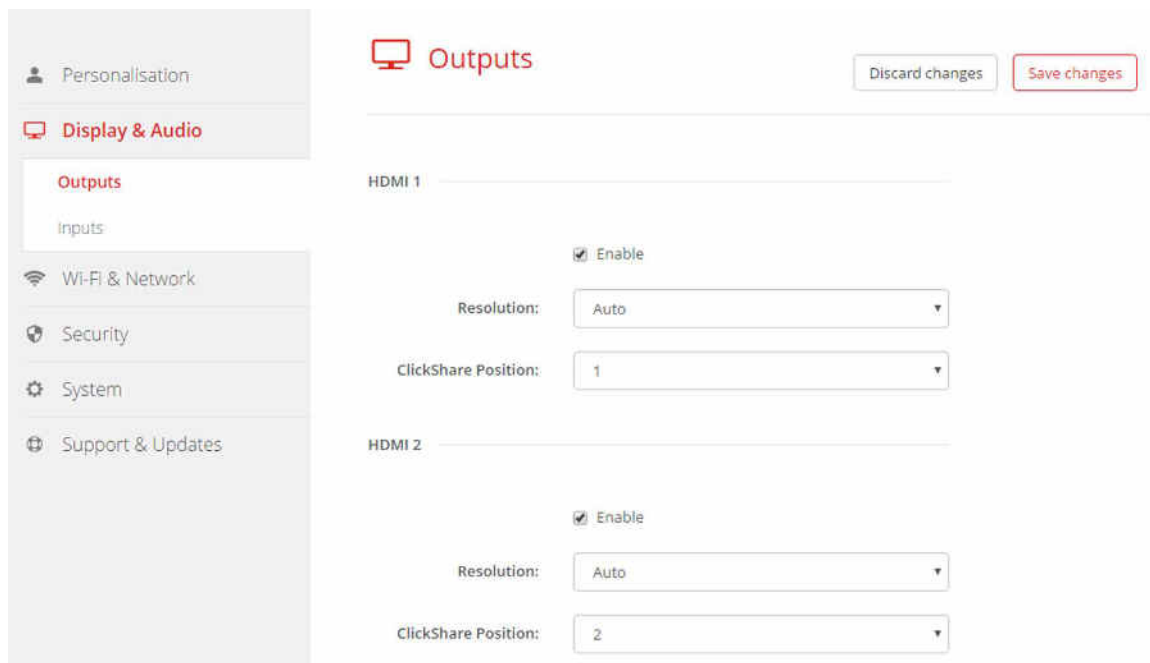 Personalisation
Display & Audio
Outputs
Inputs
Wi-Fi & Network
Security
System
Support & Updates
Outputs
Discard changes
Save changes
HDMI 1
Enable
Resolution: Auto
ClickShare Position: 1
HDMI 2
Enable
Resolution: Auto
ClickShare Position: 2